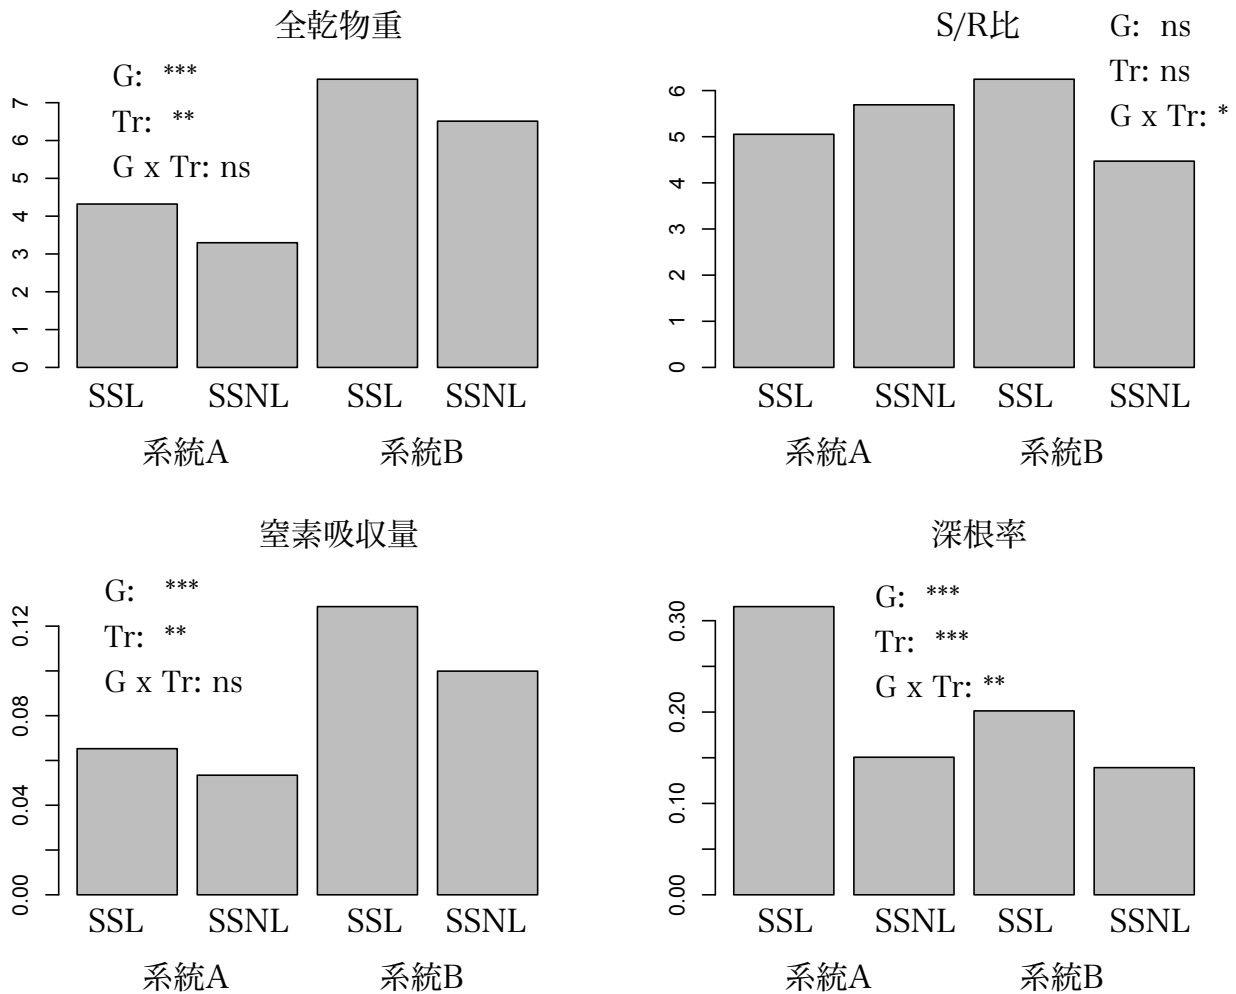 全乾物重
G: ***
Tr: **
G x Tr: ns
7
6
5
4
3
2
1
0
SSL SSNL SSL SSNL
系統A 系統B
S/R比
G: ns
Tr: ns
G x Tr: *
6
5
4
3
2
1
0
SSL SSNL SSL SSNL
系統A 系統B
窒素吸収量
G: ***
Tr: **
G x Tr: ns
0.12
0.08
0.04
0.00
SSL SSNL SSL SSNL
系統A 系統B
深根率
G: ***
Tr: ***
G x Tr: **
0.30
0.20
0.10
0.00
SSL SSNL SSL SSNL
系統A 系統B